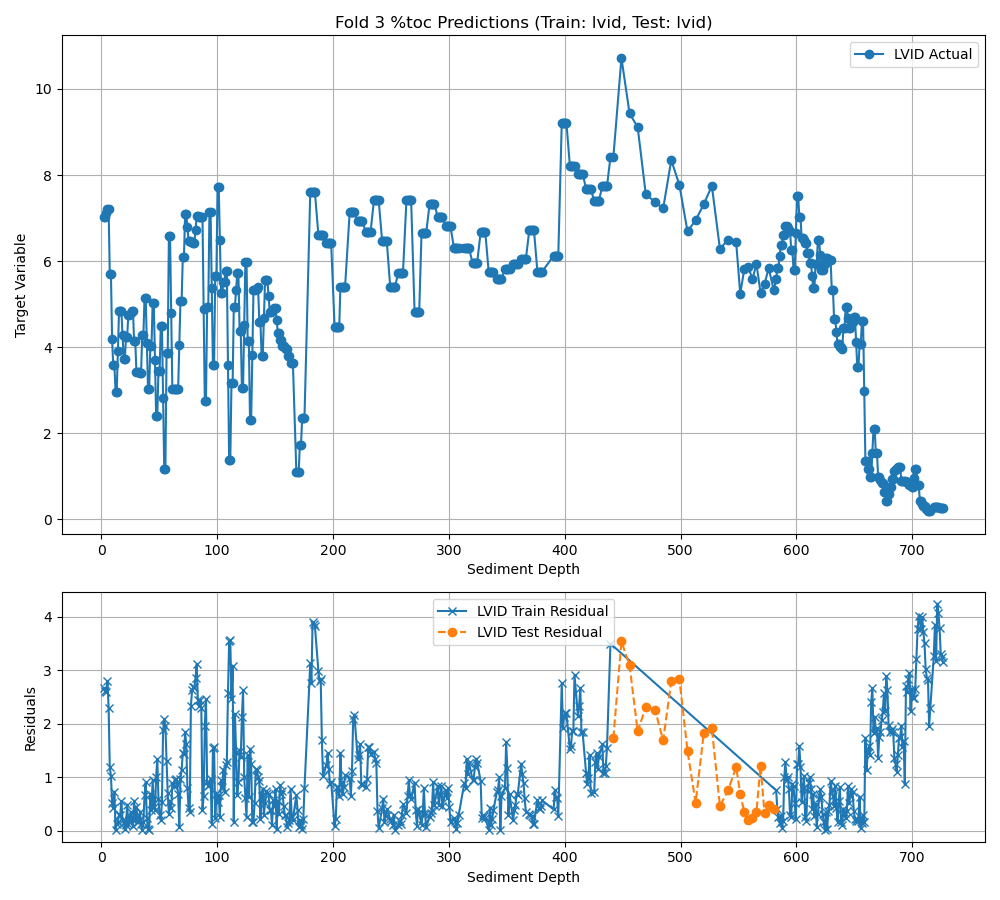 Fold 3 %toc Predictions (Train: lvid, Test: lvid)
LVID Actual
Target Variable
10
8
6
4
2
0
0 100 200 300 400 500 600 700
Sediment Depth
LVID Train Residual
LVID Test Residual
Residuals
4
3
2
1
0
0 100 200 300 400 500 600 700
Sediment Depth